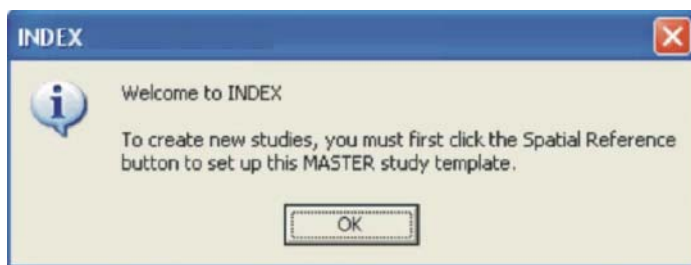 INDEX
Welcome to INDEX
To create new studies, you must first click the Spatial Reference
button to set up this MASTER study template.
OK